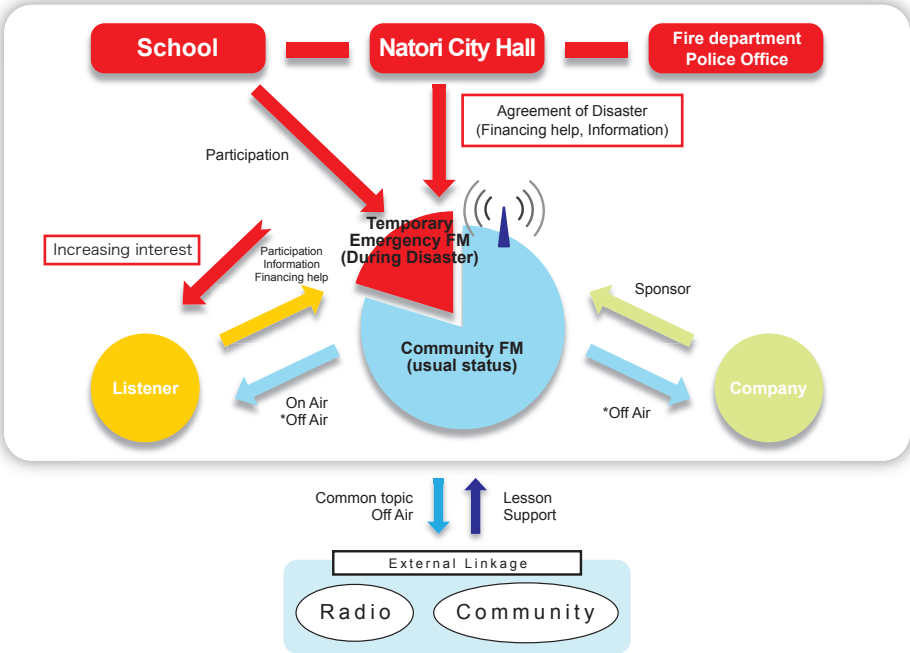 School
Natori City Hall
Fire department
Police Office
Agreement of Disaster
(Financing help, Information)
Participation
Temporary
Emergency FM
(During Disaster)
Increasing interest
Participation
Information
Financing help
Sponsor
Community FM
(usual status)
Listener
Company
On Air
*Off Air
*Off Air
Common topic
Off Air
Lesson
Support
External Linkage
Radio
Community